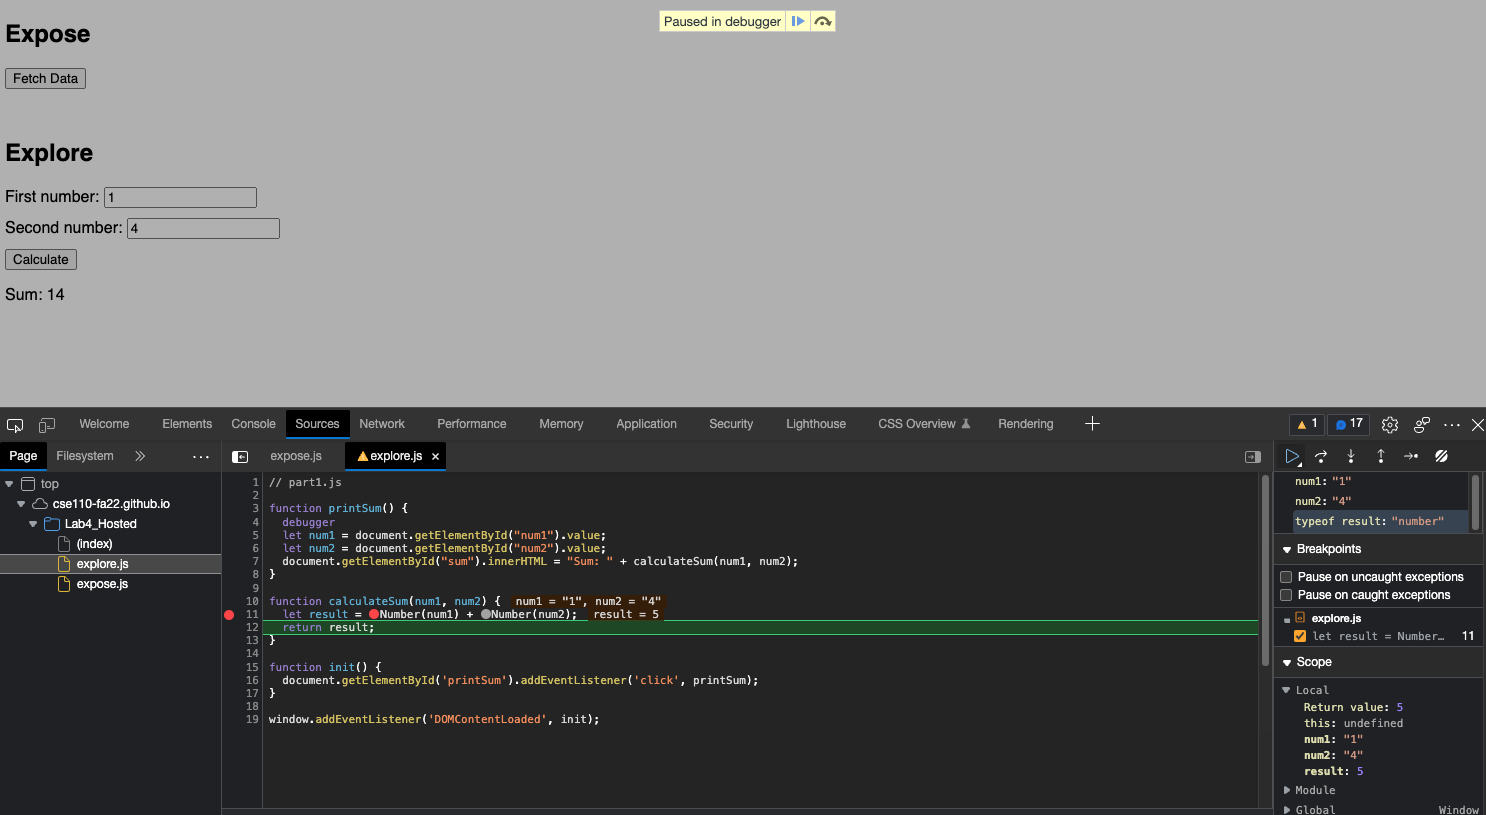 Paused in debugger
Expose
Fetch Data
Explore
First number: 1
Second number: 4
Calculate
Sum: 14
Welcome Elements Console Sources Network Performance Memory Application Security Lighthouse CSS Overview Rendering 1 17
Page Filesystem
expose.js explore.js
top
cse110-fa22.github.io
Lab4_Hosted
(index)
explore.js
expose.js
1 // part1.js
2
3 function printSum() {
4 debugger
5 let num1 = document.getElementById("num1").value;
6 let num2 = document.getElementById("num2").value;
7 document.getElementById("sum").innerHTML = "Sum: " + calculateSum(num1, num2);
8 }
9
10 function calculateSum(num1, num2) { num1 = "1", num2 = "4"
11 let result = Number(num1) + Number(num2); result = 5
12 return result;
13 }
14
15 function init() {
16 document.getElementById('printSum').addEventListener('click', printSum);
17 }
18
19 window.addEventListener('DOMContentLoaded', init);
num1: "1"
num2: "4"
typeof result: "number"
Breakpoints
Pause on uncaught exceptions
Pause on caught exceptions
explore.js
let result = Number… 11
Scope
Local
Return value: 5
this: undefined
num1: "1"
num2: "4"
result: 5
Module
Global Window